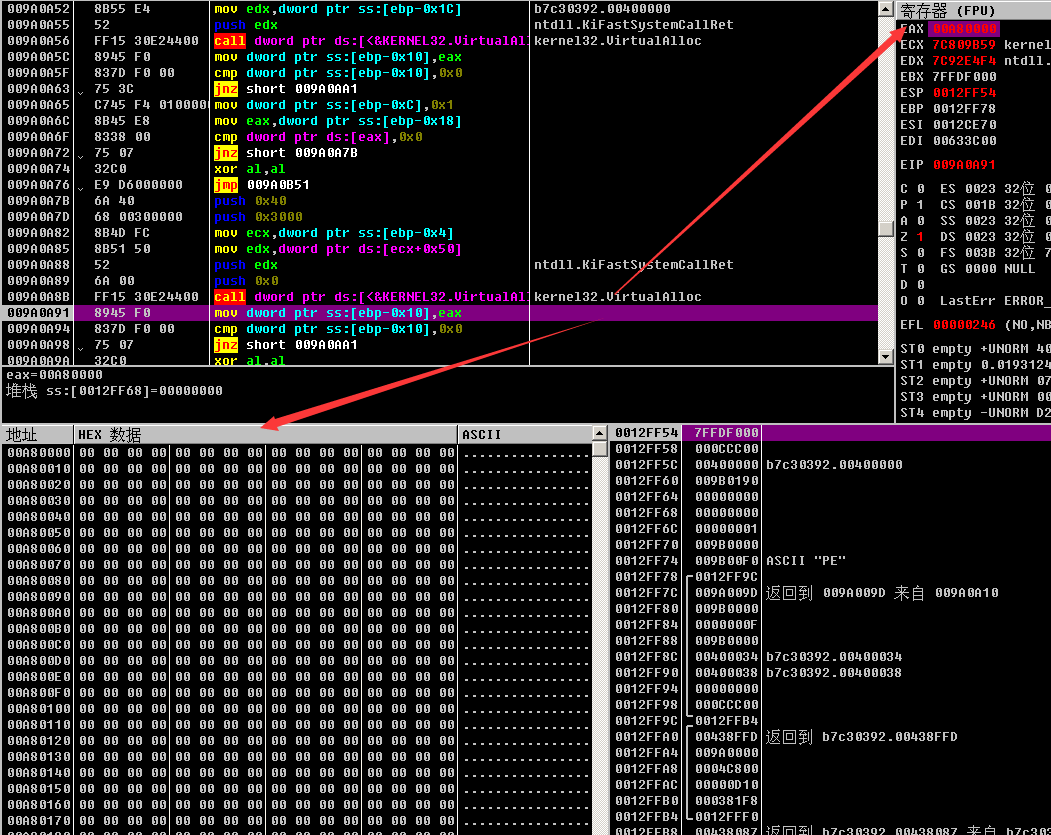 009A0A52 8B55 E4 mov edx,dword ptr ss:[ebp-0x1C] b7c30392.00400000
009A0A55 52 push edx ntdll.KiFastSystemCallRet
009A0A56 FF15 30E24400 call dword ptr ds:[<&KERNEL32.VirtualAl kernel32.VirtualAlloc
009A0A5C 8945 F0 mov dword ptr ss:[ebp-0x10],eax
009A0A5F 837D F0 00 cmp dword ptr ss:[ebp-0x10],0x0
009A0A63 75 3C jnz short 009A0AA1
009A0A65 C745 F4 010000 mov dword ptr ss:[ebp-0xC],0x1
009A0A6C 8B45 E8 mov eax,dword ptr ss:[ebp-0x18]
009A0A6F 8338 00 cmp dword ptr ds:[eax],0x0
009A0A72 75 07 jnz short 009A0A7B
009A0A74 32C0 xor al,al
009A0A76 E9 D6000000 jmp 009A0B51
009A0A7B 6A 40 push 0x40
009A0A7D 68 00300000 push 0x3000
009A0A82 8B4D FC mov ecx,dword ptr ss:[ebp-0x4]
009A0A85 8B51 50 mov edx,dword ptr ds:[ecx+0x50]
009A0A88 52 push edx ntdll.KiFastSystemCallRet
009A0A89 6A 00 push 0x0
009A0A8B FF15 30E24400 call dword ptr ds:[<&KERNEL32.VirtualAl kernel32.VirtualAlloc
009A0A91 8945 F0 mov dword ptr ss:[ebp-0x10],eax
009A0A94 837D F0 00 cmp dword ptr ss:[ebp-0x10],0x0
009A0A98 75 07 jnz short 009A0AA1
009A0A9A 32C0 xor al,al
eax=00A80000
堆栈 ss:[0012FF68]=00000000
寄存器 (FPU)
EAX 00A80000
ECX 7C809B59 kernel
EDX 7C92E4F4 ntdll.
EBX 7FFDF000
ESP 0012FF54
EBP 0012FF78
ESI 0012CE70
EDI 00633C00
EIP 009A0A91
C 0 ES 0023 32位 0
P 1 CS 001B 32位 0
A 0 SS 0023 32位 0
Z 1 DS 0023 32位 0
S 0 FS 003B 32位 7
T 0 GS 0000 NULL
D 0
O 0 LastErr ERROR_
EFL 00000246 (NO,NB
ST0 empty +UNORM 40
ST1 empty 0.0193124
ST2 empty +UNORM 07
ST3 empty +UNORM 00
ST4 empty -UNORM D2
地址 HEX 数据 ASCII
00A80000 00 00 00 00 00 00 00 00 00 00 00 00 00 00 00 00 ................
00A80010 00 00 00 00 00 00 00 00 00 00 00 00 00 00 00 00 ................
00A80020 00 00 00 00 00 00 00 00 00 00 00 00 00 00 00 00 ................
00A80030 00 00 00 00 00 00 00 00 00 00 00 00 00 00 00 00 ................
00A80040 00 00 00 00 00 00 00 00 00 00 00 00 00 00 00 00 ................
00A80050 00 00 00 00 00 00 00 00 00 00 00 00 00 00 00 00 ................
00A80060 00 00 00 00 00 00 00 00 00 00 00 00 00 00 00 00 ................
00A80070 00 00 00 00 00 00 00 00 00 00 00 00 00 00 00 00 ................
00A80080 00 00 00 00 00 00 00 00 00 00 00 00 00 00 00 00 ................
00A80090 00 00 00 00 00 00 00 00 00 00 00 00 00 00 00 00 ................
00A800A0 00 00 00 00 00 00 00 00 00 00 00 00 00 00 00 00 ................
00A800B0 00 00 00 00 00 00 00 00 00 00 00 00 00 00 00 00 ................
00A800C0 00 00 00 00 00 00 00 00 00 00 00 00 00 00 00 00 ................
00A800D0 00 00 00 00 00 00 00 00 00 00 00 00 00 00 00 00 ................
00A800E0 00 00 00 00 00 00 00 00 00 00 00 00 00 00 00 00 ................
00A800F0 00 00 00 00 00 00 00 00 00 00 00 00 00 00 00 00 ................
00A80100 00 00 00 00 00 00 00 00 00 00 00 00 00 00 00 00 ................
00A80110 00 00 00 00 00 00 00 00 00 00 00 00 00 00 00 00 ................
00A80120 00 00 00 00 00 00 00 00 00 00 00 00 00 00 00 00 ................
00A80130 00 00 00 00 00 00 00 00 00 00 00 00 00 00 00 00 ................
00A80140 00 00 00 00 00 00 00 00 00 00 00 00 00 00 00 00 ................
00A80150 00 00 00 00 00 00 00 00 00 00 00 00 00 00 00 00 ................
00A80160 00 00 00 00 00 00 00 00 00 00 00 00 00 00 00 00 ................
00A80170 00 00 00 00 00 00 00 00 00 00 00 00 00 00 00 00 ................
0012FF54 7FFDF000
0012FF58 000CCC00
0012FF5C 00400000 b7c30392.00400000
0012FF60 009B0190
0012FF64 00000000
0012FF68 00000000
0012FF6C 00000001
0012FF70 009B0000
0012FF74 009B00F0 ASCII "PE"
0012FF78 0012FF9C
0012FF7C 009A009D 返回到 009A009D 来自 009A0A10
0012FF80 009B0000
0012FF84 0000000F
0012FF88 009B0000
0012FF8C 00400034 b7c30392.00400034
0012FF90 00400038 b7c30392.00400038
0012FF94 00000000
0012FF98 000CCC00
0012FF9C 0012FFB4
0012FFA0 00438FFD 返回到 b7c30392.00438FFD
0012FFA4 009A0000
0012FFA8 0004C800
0012FFAC 00000D10
0012FFB0 000381F8
0012FFB4 0012FFF0
0012FFB8 00438087 返回到 b7c30392.00438087 来自 b7c30